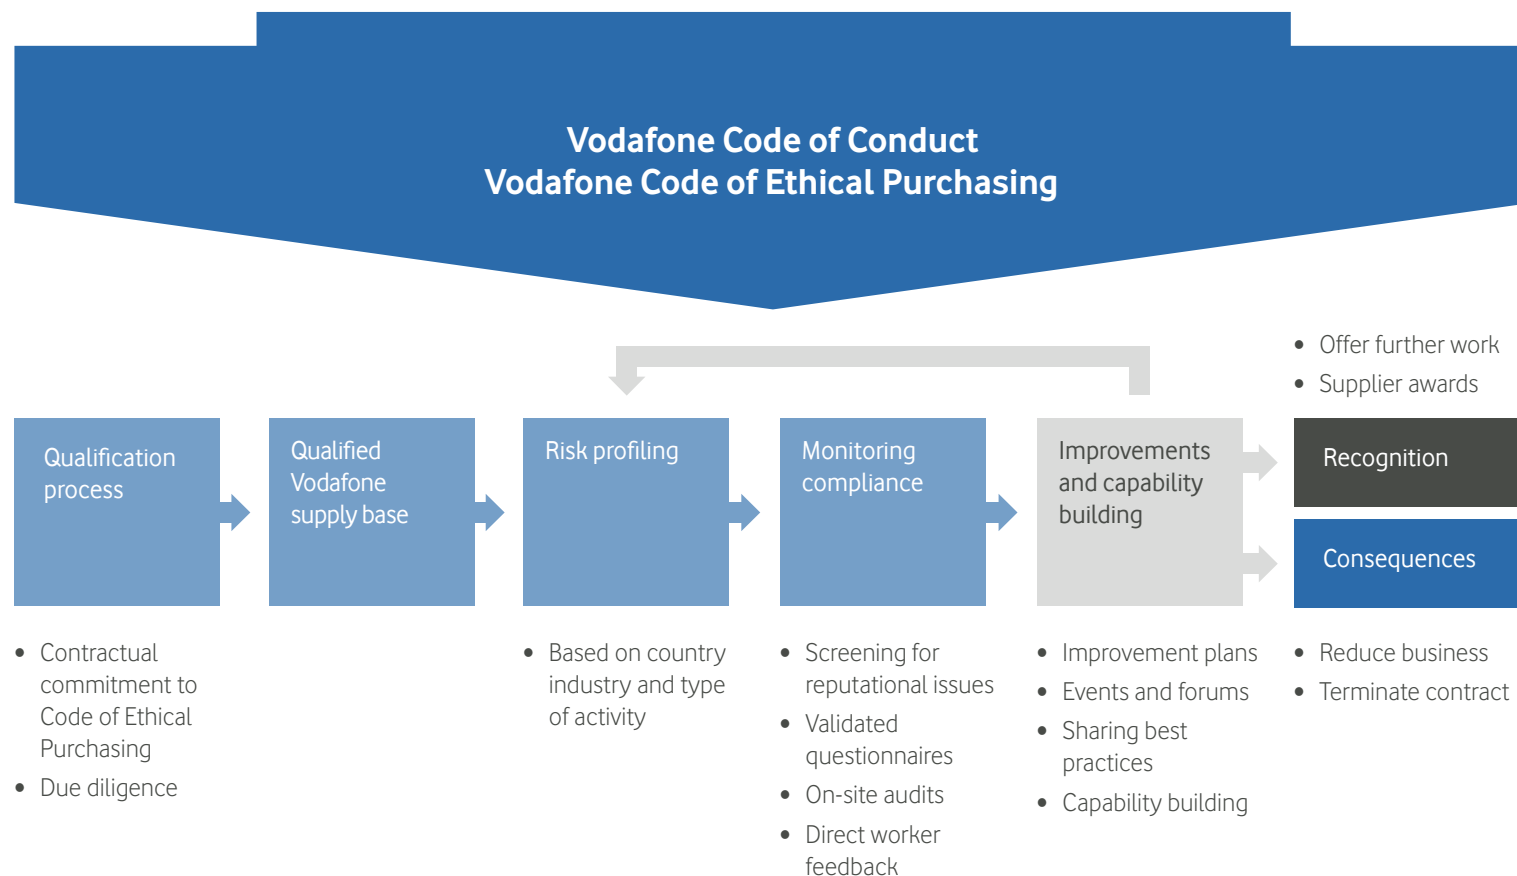 Vodafone Code of Conduct
Vodafone Code of Ethical Purchasing
• Offer further work
• Supplier awards
Qualification
process
Qualified
Vodafone
supply base
Risk profiling
Monitoring
compliance
Improvements
and capability
building
Recognition
Consequences
• Contractual
commitment to
Code of Ethical
Purchasing
• Due diligence
• Based on country
industry and type
of activity
• Screening for
reputational issues
• Validated
questionnaires
• On-site audits
• Direct worker
feedback
• Improvement plans
• Events and forums
• Sharing best
practices
• Capability building
• Reduce business
• Terminate contract